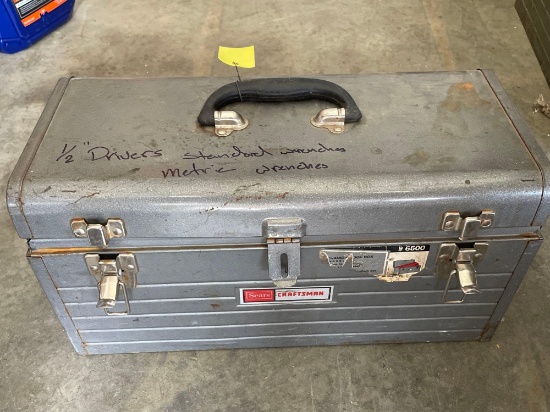 1/2" Drivers standard wrenches
metric wrenches
6500
Sears CRAFTSMAN